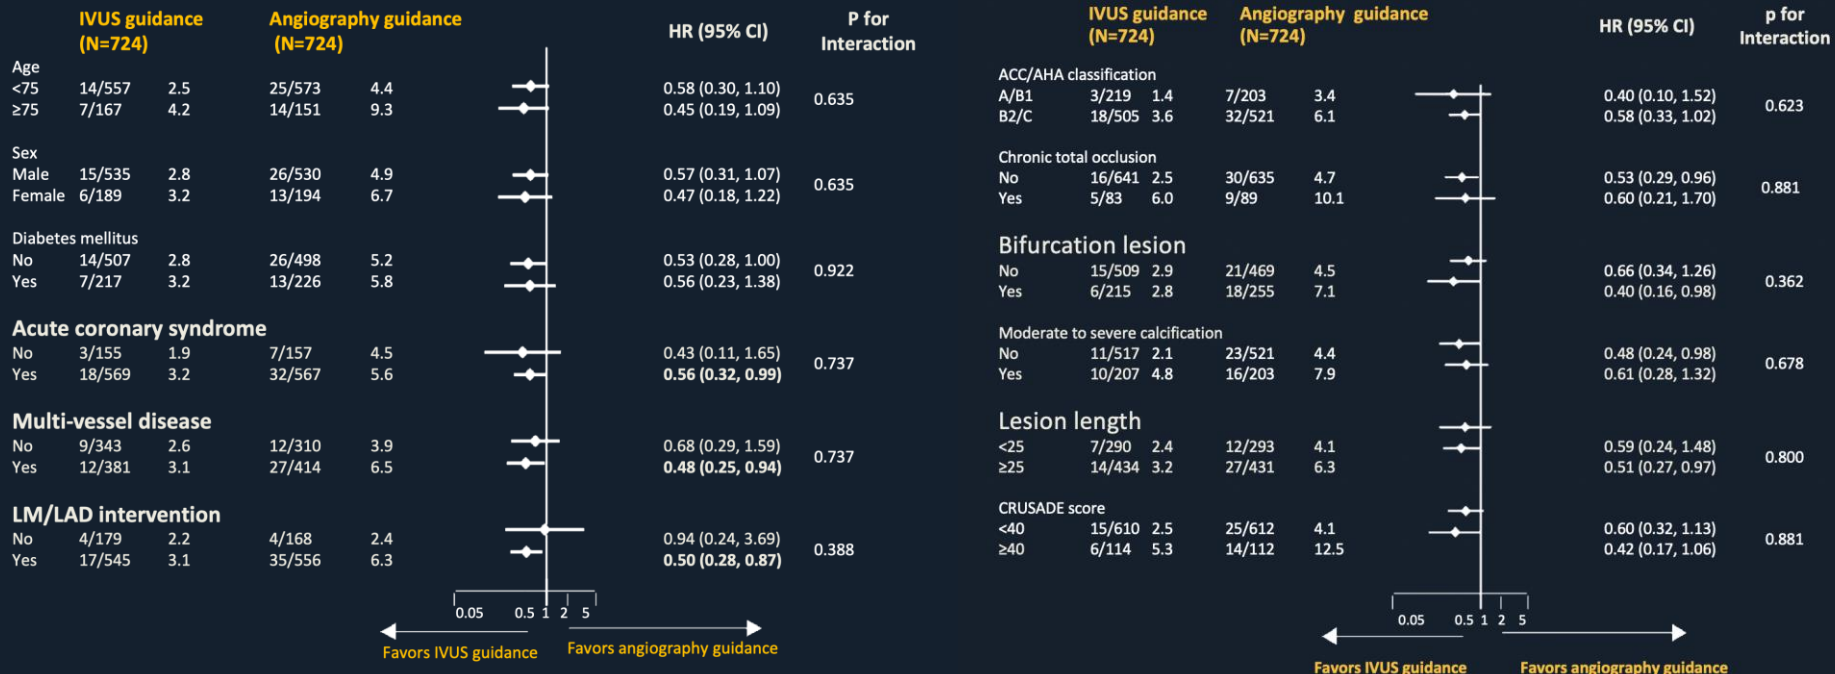 IVUS guidance Angiography guidance P for
(N=724) (N=724) HR (95% CI) Interaction
Age
<75 14/557 2.5 25/573 4.4 0.58 (0.30, 1.10)
≥75 7/167 4.2 14/151 9.3 0.45 (0.19, 1.09)
0.635
Sex
Male 15/535 2.8 26/530 4.9 0.57 (0.31, 1.07)
Female 6/189 3.2 13/194 6.7 0.47 (0.18, 1.22)
0.635
Diabetes mellitus
No 14/507 2.8 26/498 5.2 0.53 (0.28, 1.00)
Yes 7/217 3.2 13/226 5.8 0.56 (0.23, 1.38)
0.922
Acute coronary syndrome
No 3/155 1.9 7/157 4.5 0.43 (0.11, 1.65)
Yes 18/569 3.2 32/567 5.6 0.56 (0.32, 0.99)
0.737
Multi-vessel disease
No 9/343 2.6 12/310 3.9 0.68 (0.29, 1.59)
Yes 12/381 3.1 27/414 6.5 0.48 (0.25, 0.94)
0.737
LM/LAD intervention
No 4/179 2.2 4/168 2.4 0.94 (0.24, 3.69)
Yes 17/545 3.1 35/556 6.3 0.50 (0.28, 0.87)
0.388
0.05 0.5 1 2 5
Favors IVUS guidance Favors angiography guidance
IVUS guidance Angiography guidance p for
(N=724) (N=724) HR (95% CI) Interaction
ACC/AHA classification
A/B1 3/219 1.4 7/203 3.4 0.40 (0.10, 1.52)
B2/C 18/505 3.6 32/521 6.1 0.58 (0.33, 1.02)
0.623
Chronic total occlusion
No 16/641 2.5 30/635 4.7 0.53 (0.29, 0.96)
Yes 5/83 6.0 9/89 10.1 0.60 (0.21, 1.70)
0.881
Bifurcation lesion
No 15/509 2.9 21/469 4.5 0.66 (0.34, 1.26)
Yes 6/215 2.8 18/255 7.1 0.40 (0.16, 0.98)
0.362
Moderate to severe calcification
No 11/517 2.1 23/521 4.4 0.48 (0.24, 0.98)
Yes 10/207 4.8 16/203 7.9 0.61 (0.28, 1.32)
0.678
Lesion length
<25 7/290 2.4 12/293 4.1 0.59 (0.24, 1.48)
≥25 14/434 3.2 27/431 6.3 0.51 (0.27, 0.97)
0.800
CRUSADE score
<40 15/610 2.5 25/612 4.1 0.60 (0.32, 1.13)
≥40 6/114 5.3 14/112 12.5 0.42 (0.17, 1.06)
0.881
0.05 0.5 1 2 5
Favors IVUS guidance Favors angiography guidance